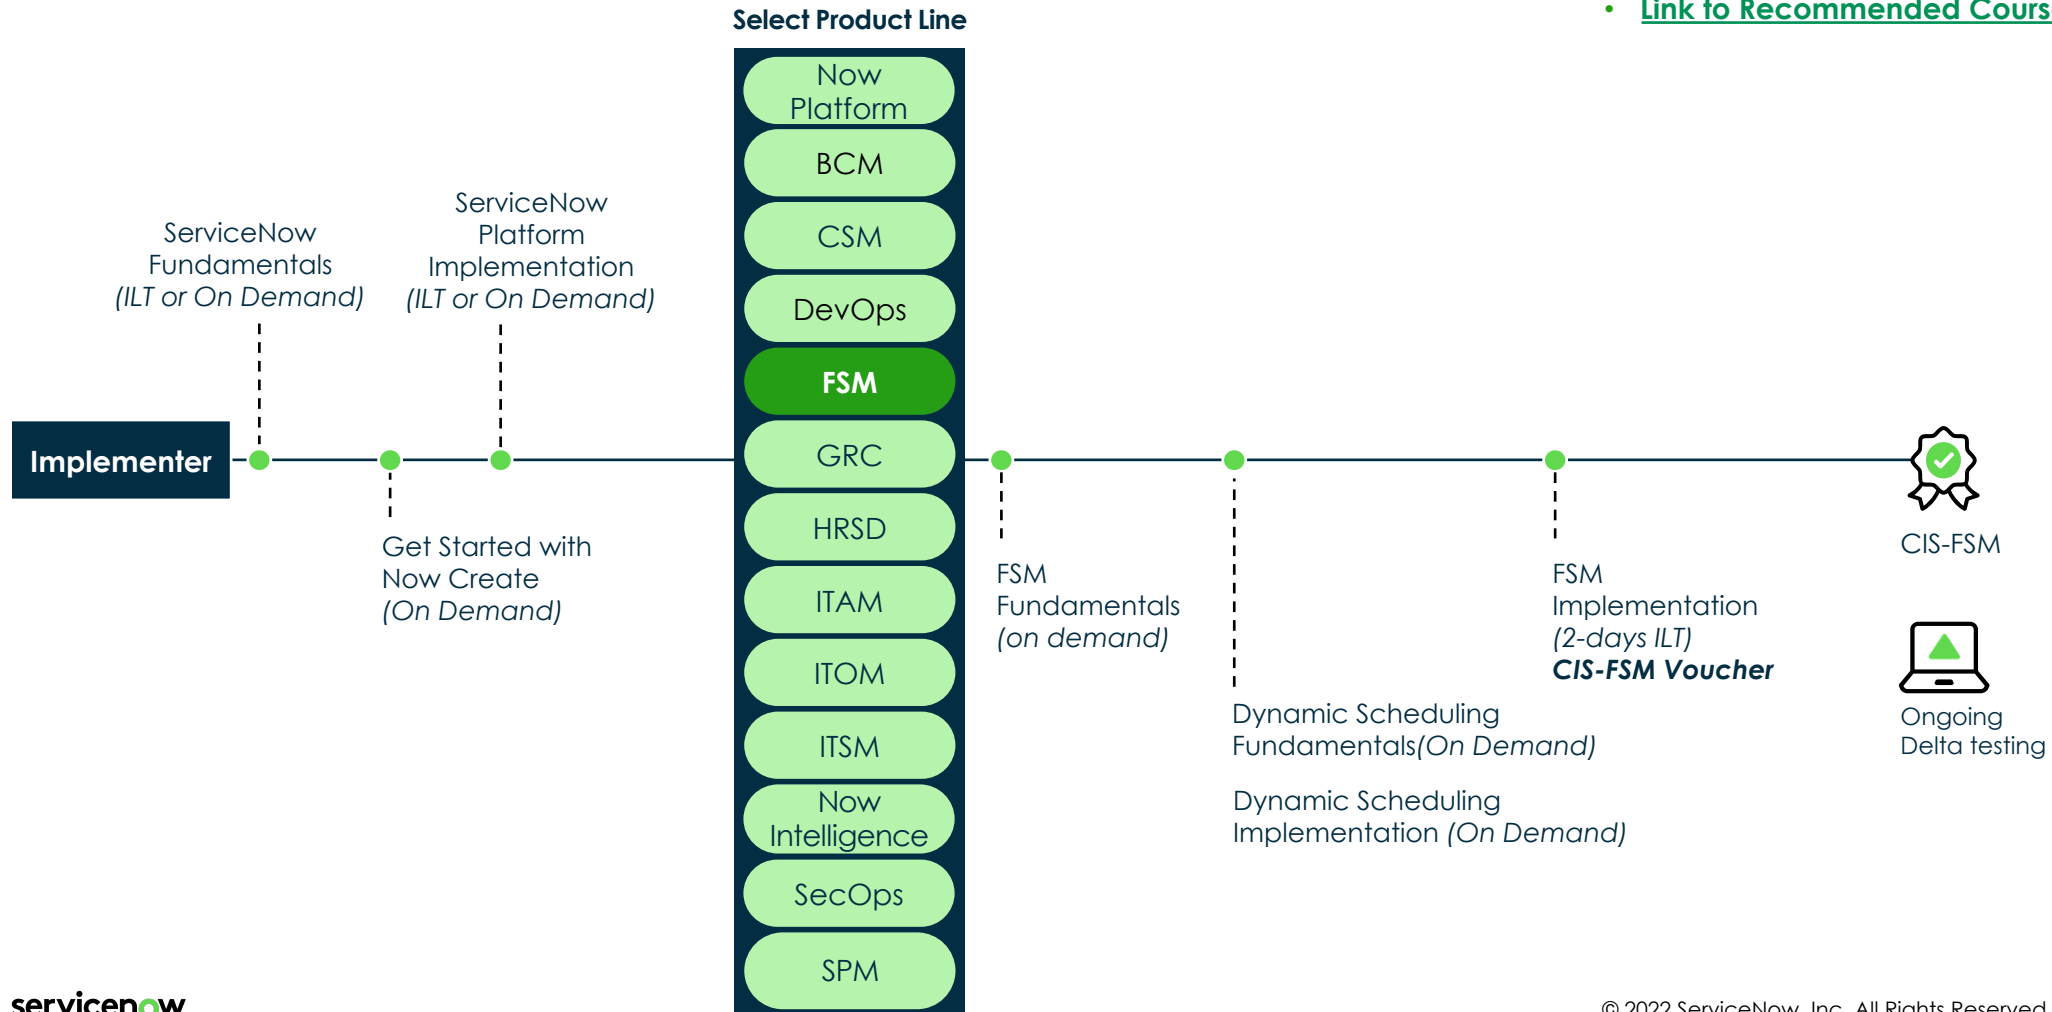 Select Product Line
• Link to Recommended Cours
Now
Platform
BCM
CSM
DevOps
FSM
GRC
HRSD
ITAM
ITOM
ITSM
Now
Intelligence
SecOps
SPM
Implementer
ServiceNow
Fundamentals
(ILT or On Demand)
Get Started with
Now Create
(On Demand)
ServiceNow
Platform
Implementation
(ILT or On Demand)
FSM
Fundamentals
(on demand)
Dynamic Scheduling
Fundamentals(On Demand)
Dynamic Scheduling
Implementation (On Demand)
FSM
Implementation
(2-days ILT)
CIS-FSM Voucher
CIS-FSM
Ongoing
Delta testing
servicenow
© 2022 ServiceNow, Inc. All Rights Reserved